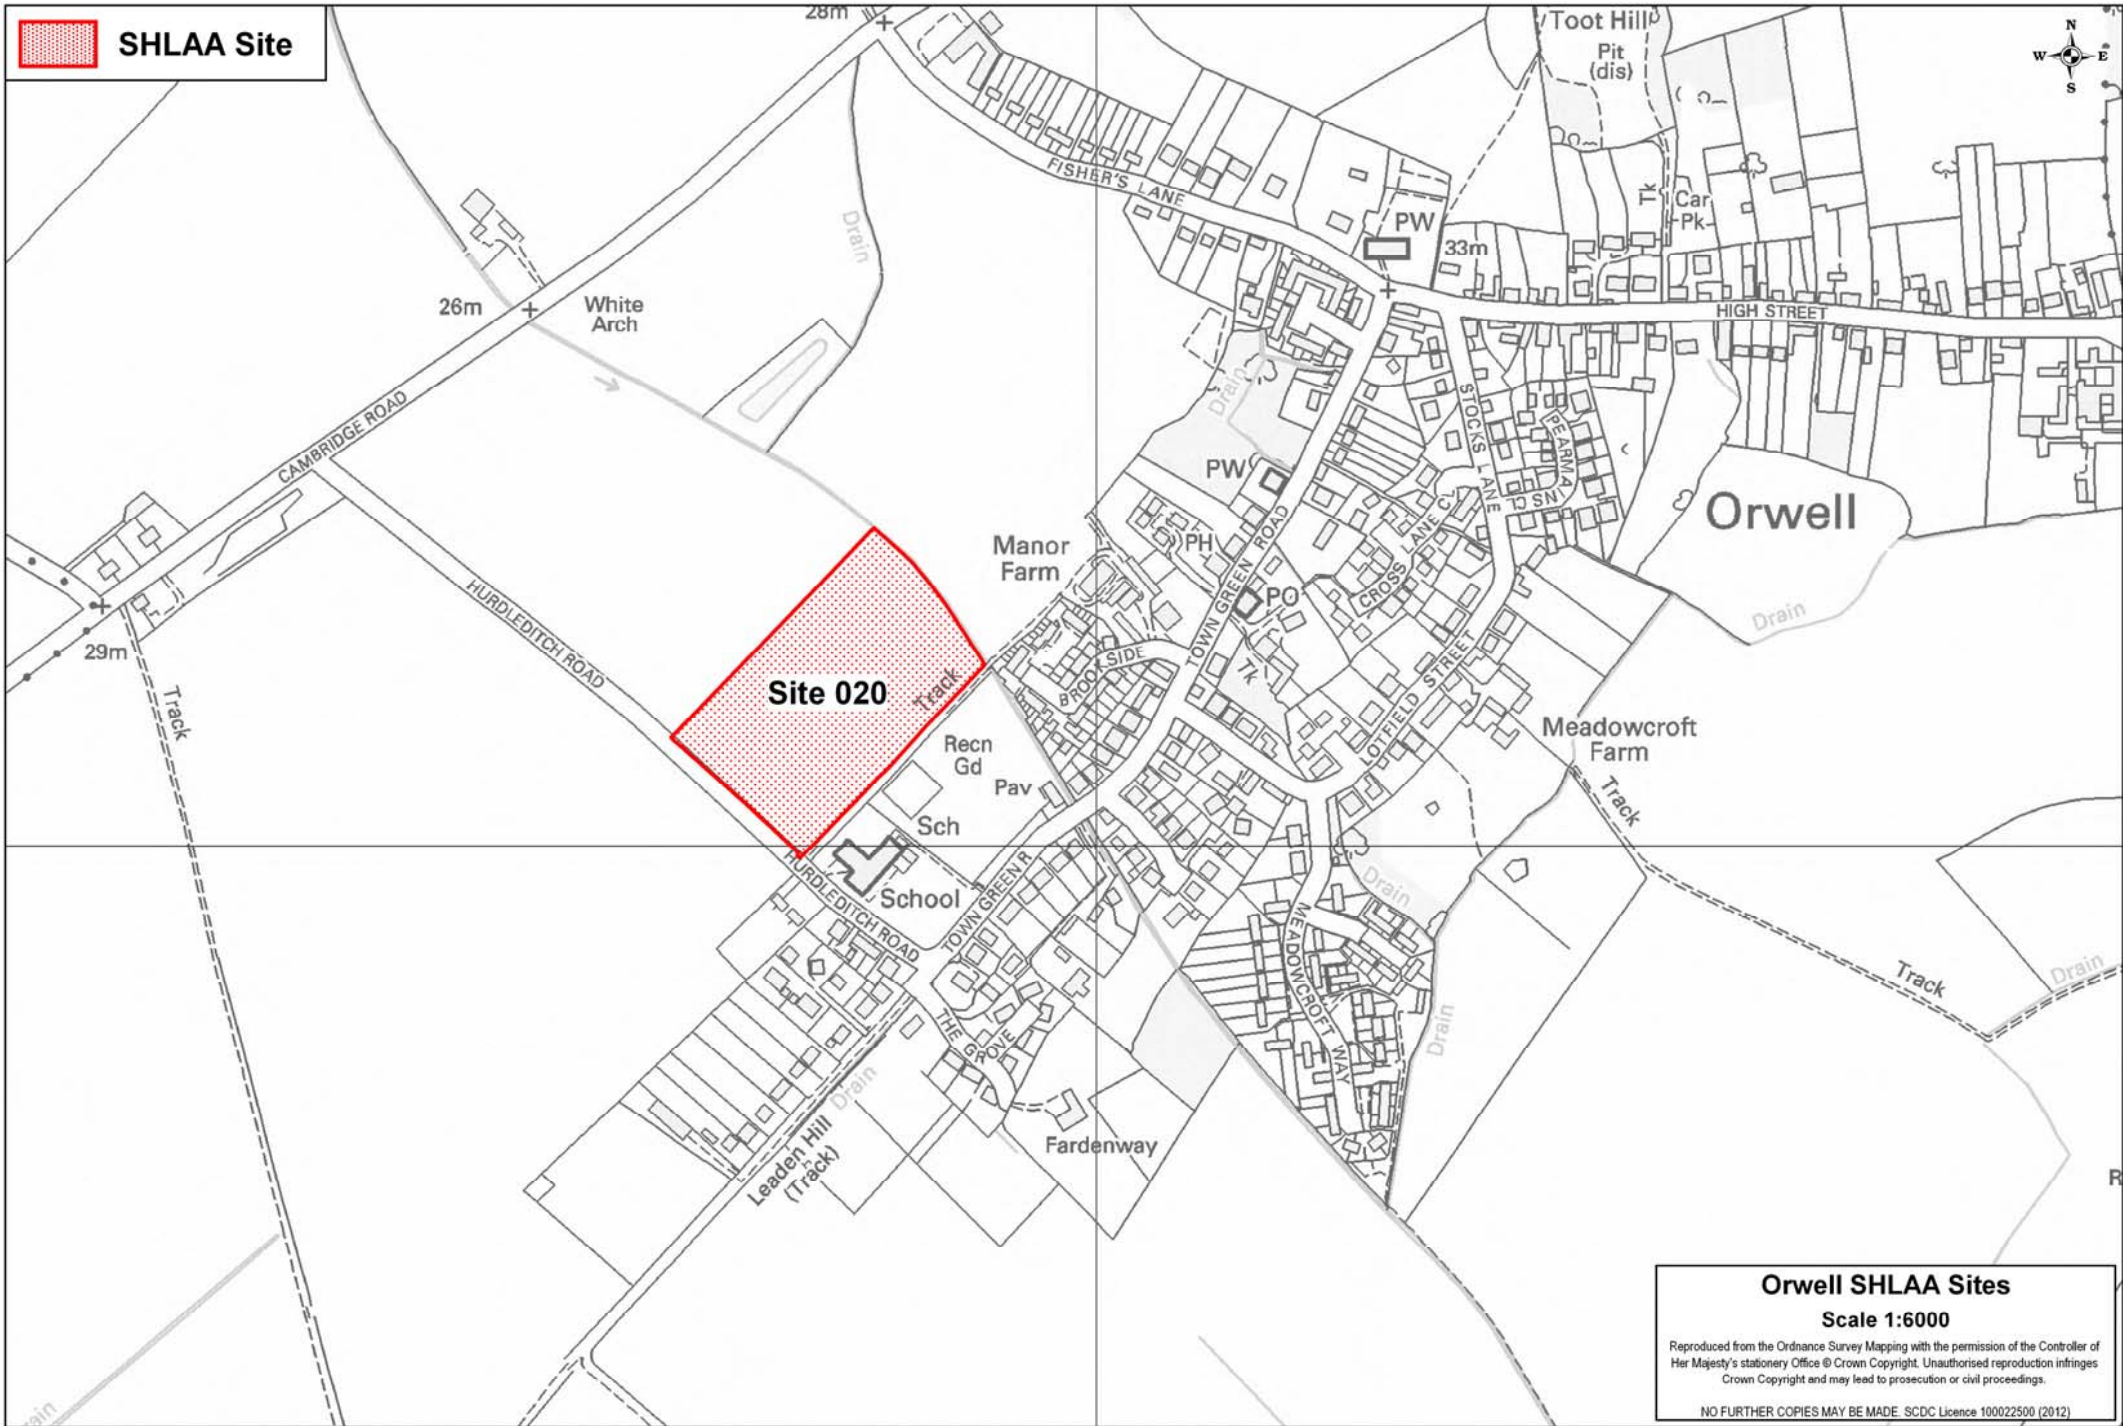 SHLAA Site
28m
Toot Hill
Pit
(dis)
N
W
E
S
FISHER'S LANE
Drain
PW
33m
Tk
Car
Pk
26m
White
Arch
HIGH STREET
Drain
STOCKS LANE
PEARMAINS CL
CAMBRIDGE ROAD
PW
Orwell
Manor
Farm
PH
CROSS LANE CL
TOWN GREEN ROAD
PO
HURDLEDITCH ROAD
Drain
29m
Track
Site 020
Track
BROOKSIDE
Tk
LOTFIELD STREET
Meadowcroft
Farm
Recn
Gd
Pav
Track
Sch
School
HURDLEDITCH ROAD
TOWN GREEN R
Drain
MEADOWCROFT WAY
Track
Drain
THE GROVE
Drain
Drain
Leaden Hill
(Track)
Fardenway
R
Orwell SHLAA Sites
Scale 1:6000
Reproduced from the Ordnance Survey Mapping with the permission of the Controller of
Her Majesty's stationery Office © Crown Copyright. Unauthorised reproduction infringes
Crown Copyright and may lead to prosecution or civil proceedings.
NO FURTHER COPIES MAY BE MADE. SCDC Licence 100022500 (2012)
ain